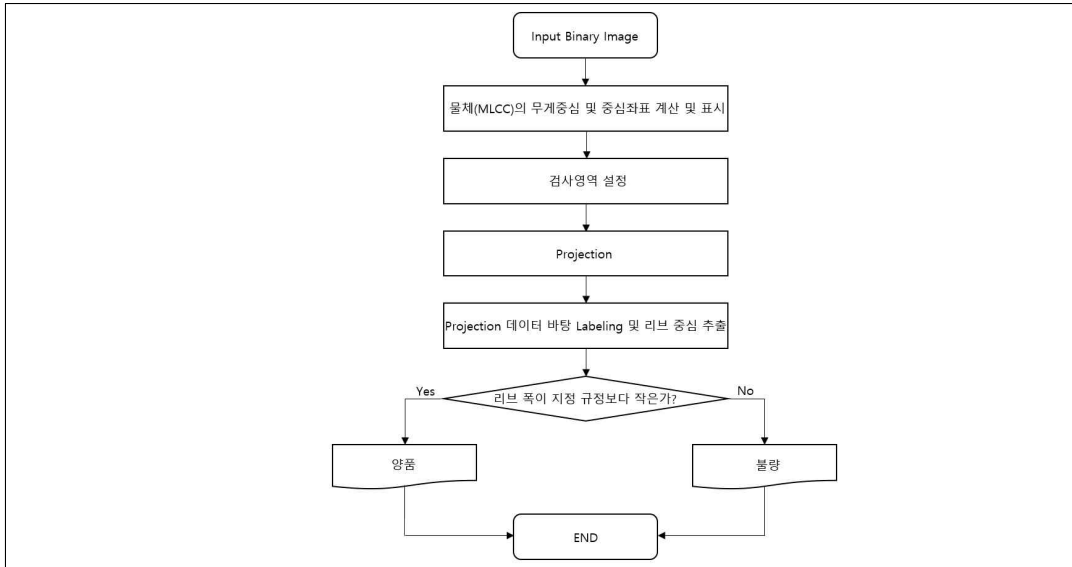 Input Binary Image
물체(MLCC)의 무게중심 및 중심좌표 계산 및 표시
검사영역 설정
Projection
Projection 데이터 바탕 Labeling 및 리브 중심 추출
Yes
리브 폭이 지정 규정보다 작은가?
No
양품
불량
END